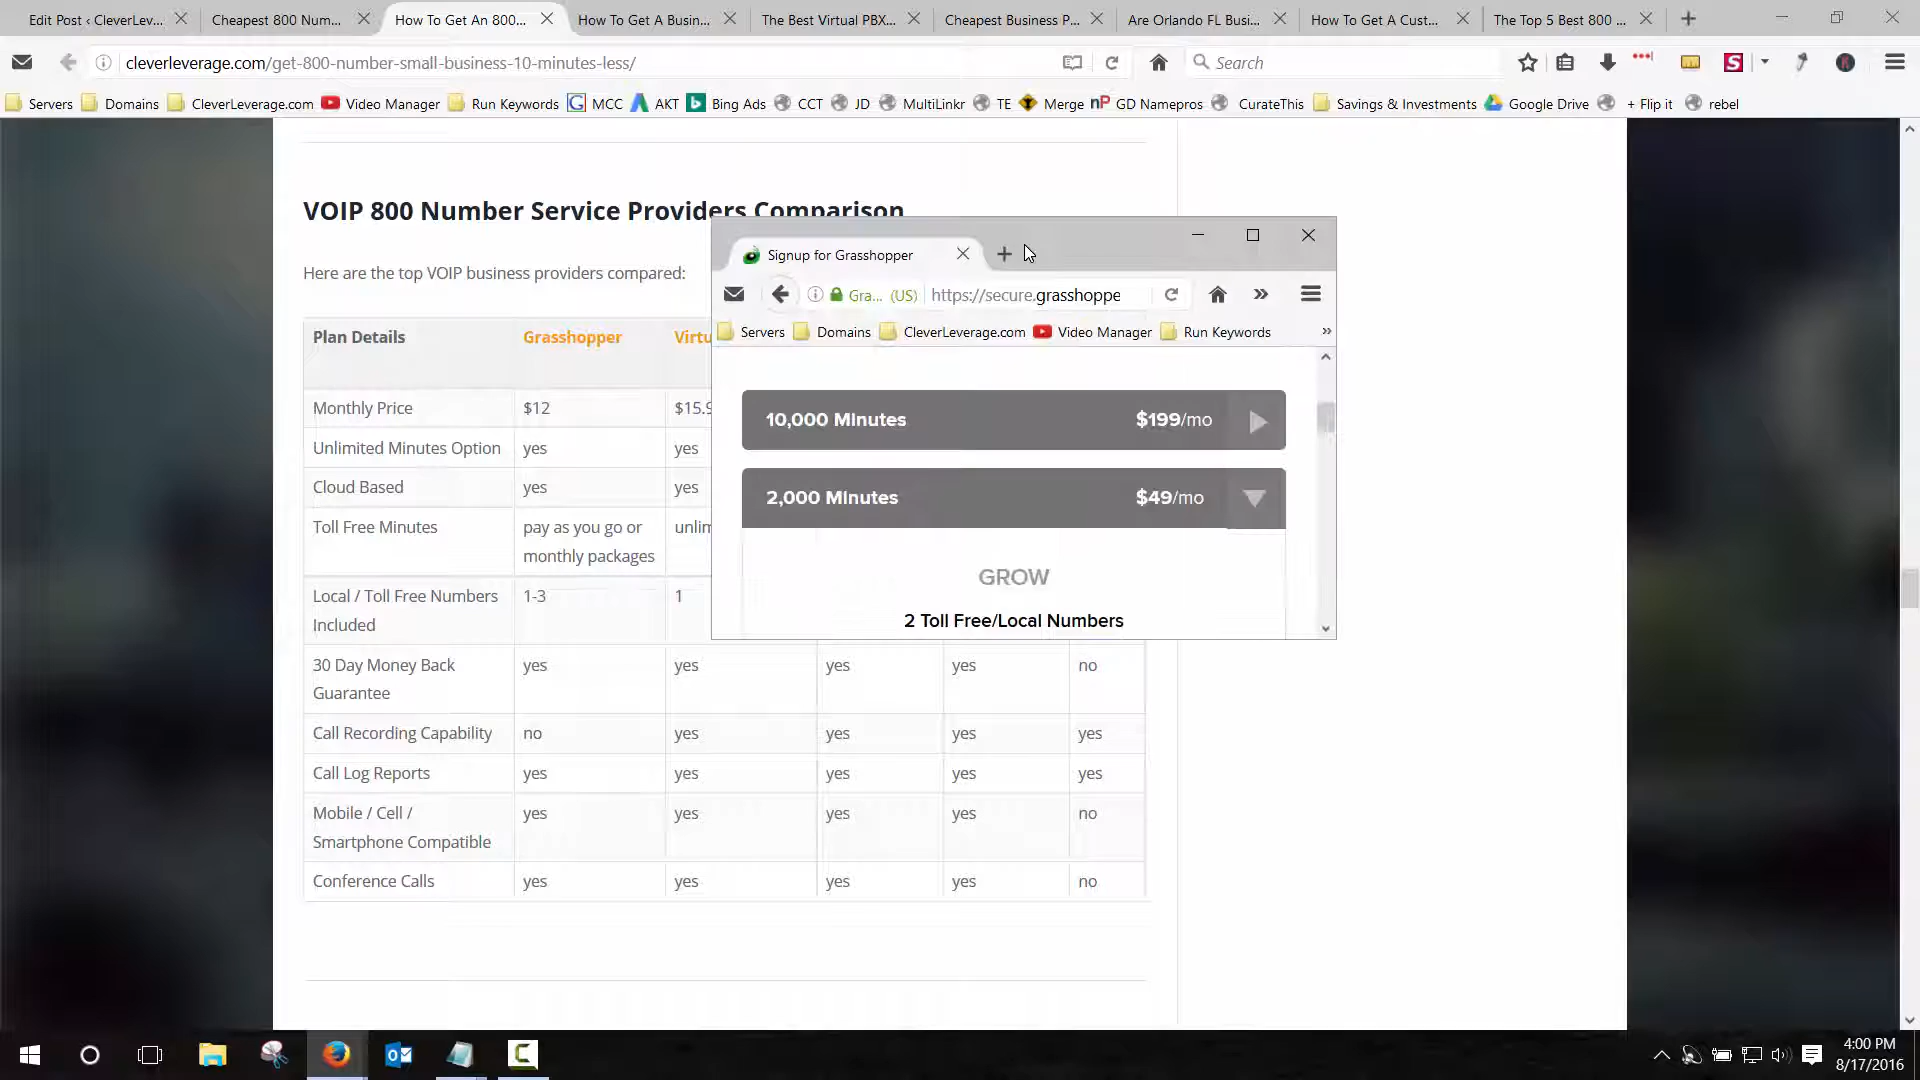 Edit Post ‹ CleverLev...
Cheapest 800 Num...
How To Get An 800...
How To Get A Busin...
The Best Virtual PBX...
Cheapest Business P...
Are Orlando FL Busi...
How To Get A Cust...
The Top 5 Best 800 ...
cleverleverage.com/get-800-number-small-business-10-minutes-less/
Search
Servers Domains CleverLeverage.com Video Manager Run Keywords MCC AKT Bing Ads CCT JD MultiLinkr TE Merge GD Namepros CurateThis Savings & Investments Google Drive + Flip it rebel
VOIP 800 Number Service Providers Comparison
Here are the top VOIP business providers compared:
Plan Details Grasshopper Virtu
Monthly Price $12 $15.9
Unlimited Minutes Option yes yes
Cloud Based yes yes
Toll Free Minutes pay as you go or monthly packages unlim
Local / Toll Free Numbers Included 1-3 1
30 Day Money Back Guarantee yes yes yes yes no
Call Recording Capability no yes yes yes yes
Call Log Reports yes yes yes yes yes
Mobile / Cell / Smartphone Compatible yes yes yes yes no
Conference Calls yes yes yes yes no
Signup for Grasshopper
Gra... (US) https://secure.grasshoppe
Servers Domains CleverLeverage.com Video Manager Run Keywords
10,000 Minutes $199/mo
2,000 Minutes $49/mo
GROW
2 Toll Free/Local Numbers
4:00 PM
8/17/2016